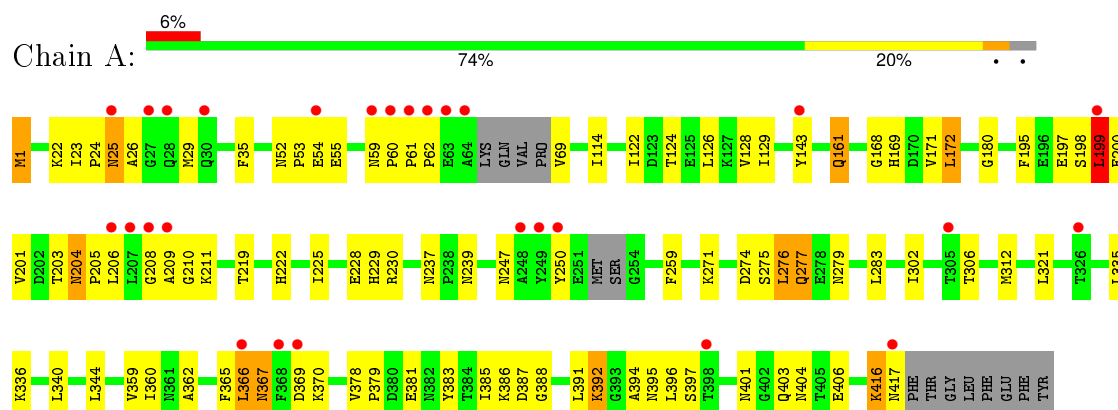 6%
Chain A:
74% 20% • •
M1 K22 I23 P24 N25 A26 G27 Q28 M29 Q30 F35 N52 P53 E54 E55 N59 P60 P61 P62 E63 A64 LYS GLN VAL PRO V69 I114 I122 D123 T124 E125 L126 K127 V128 I129 Y143 Q161 G168 H169 D170 V171 L172 G180 F195 E196 E197 S198 L199
V201 D202 T203 N204 P205 L206 L207 G208 A209 G210 K211 T219 H222 I225 E228 H229 R230 N237 P238 N239 N247 A248 Y249 Y250 E251 MET SER G254 F259 K271 D274 S275 L276 Q277 E278 N279 L283 I302 T305 T306 M312 L321 T326 L335
K336 L340 L344 V359 I360 N361 A362 F365 L366 N367 F368 D369 K370 V378 P379 D380 E381 N382 Y383 T384 I385 K386 D387 G388 L391 K392 G393 A394 N395 L396 S397 T398 N401 G402 Q403 N404 T405 E406 K416 N417 PHE THR GLY LEU PHE GLU PHE TYR